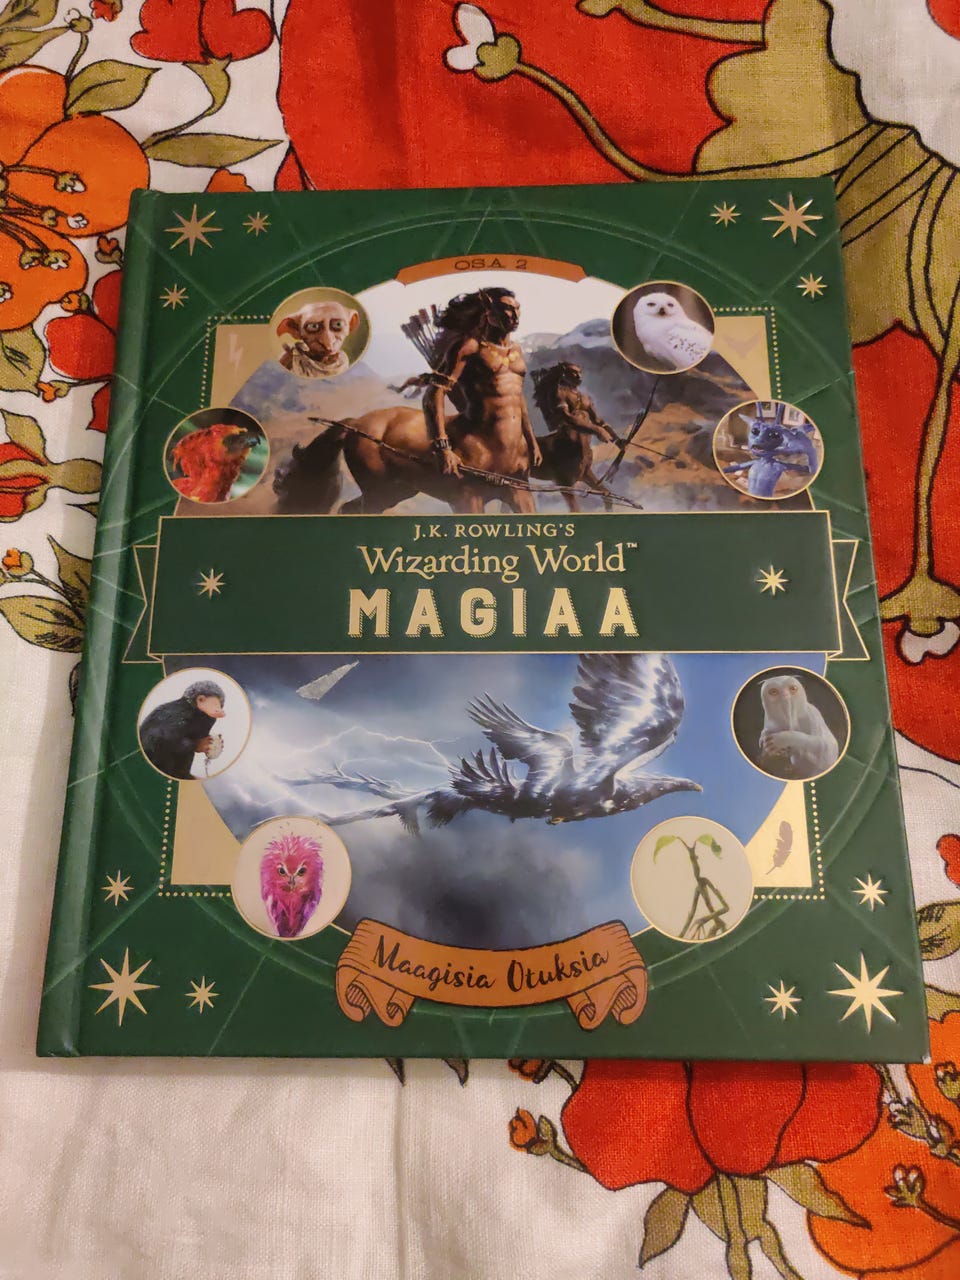 OSA 2
J.K. ROWLING'S
Wizarding World™
MAGIAA
Maagisia Otuksia